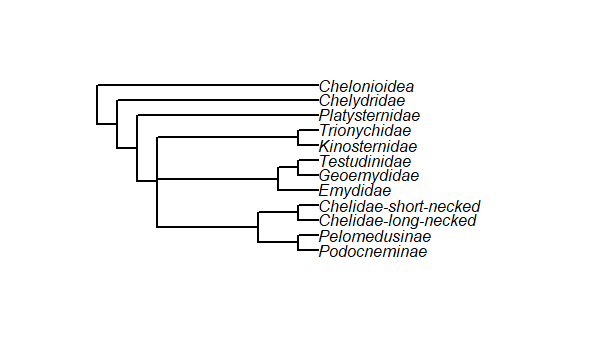 Chelonioidea
Chelydridae
Platysternidae
Trionychidae
Kinosternidae
Testudinidae
Geoemydidae
Emydidae
Chelidae-short-necked
Chelidae-long-necked
Pelomedusinae
Podocneminae